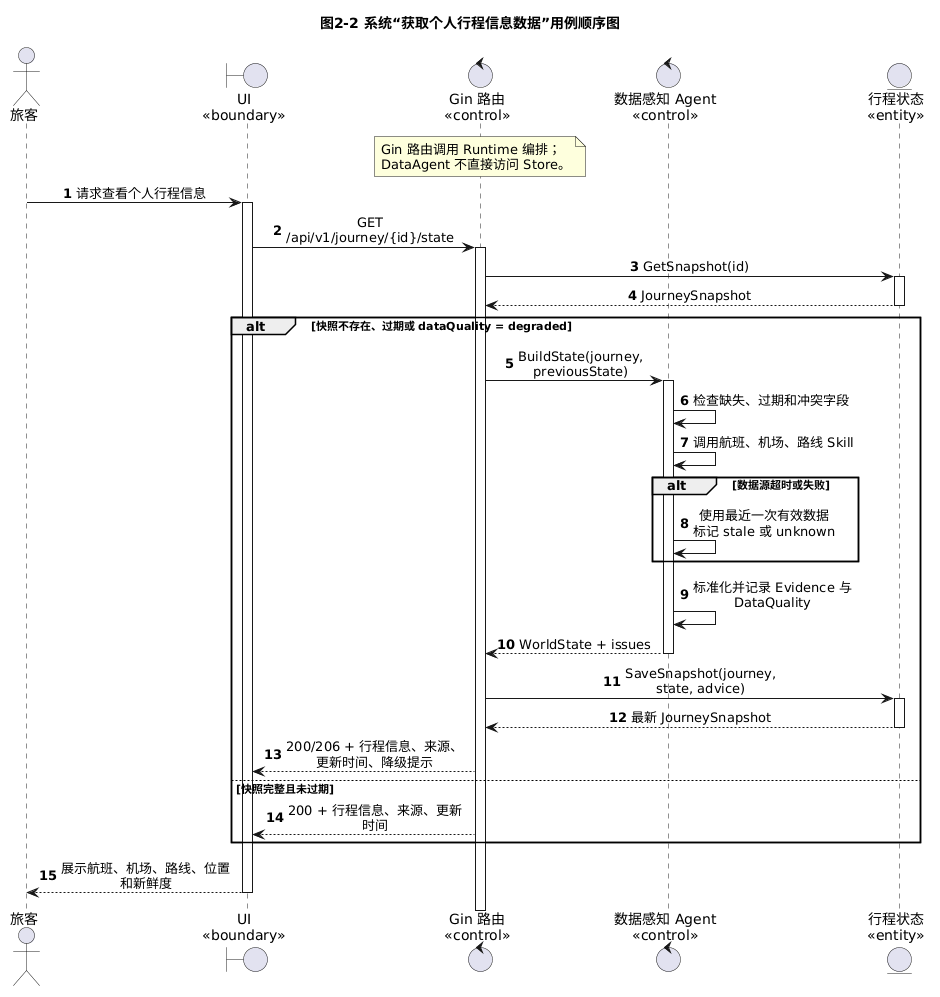 图2-2 系统“获取个人行程信息数据”用例顺序图
旅客
UI
«boundary»
Gin 路由
«control»
数据感知 Agent
«control»
行程状态
«entity»
Gin 路由调用 Runtime 编排；
DataAgent 不直接访问 Store。
1 请求查看个人行程信息
2 GET
/api/v1/journey/{id}/state
3 GetSnapshot(id)
4 JourneySnapshot
alt [快照不存在、过期或 dataQuality = degraded]
5 BuildState(journey,
previousState)
6 检查缺失、过期和冲突字段
7 调用航班、机场、路线 Skill
alt [数据源超时或失败]
8 使用最近一次有效数据
标记 stale 或 unknown
9 标准化并记录 Evidence 与
DataQuality
10 WorldState + issues
11 SaveSnapshot(journey,
state, advice)
12 最新 JourneySnapshot
13 200/206 + 行程信息、来源、
更新时间、降级提示
[快照完整且未过期]
14 200 + 行程信息、来源、更新
时间
15 展示航班、机场、路线、位置
和新鲜度
旅客
UI
«boundary»
Gin 路由
«control»
数据感知 Agent
«control»
行程状态
«entity»